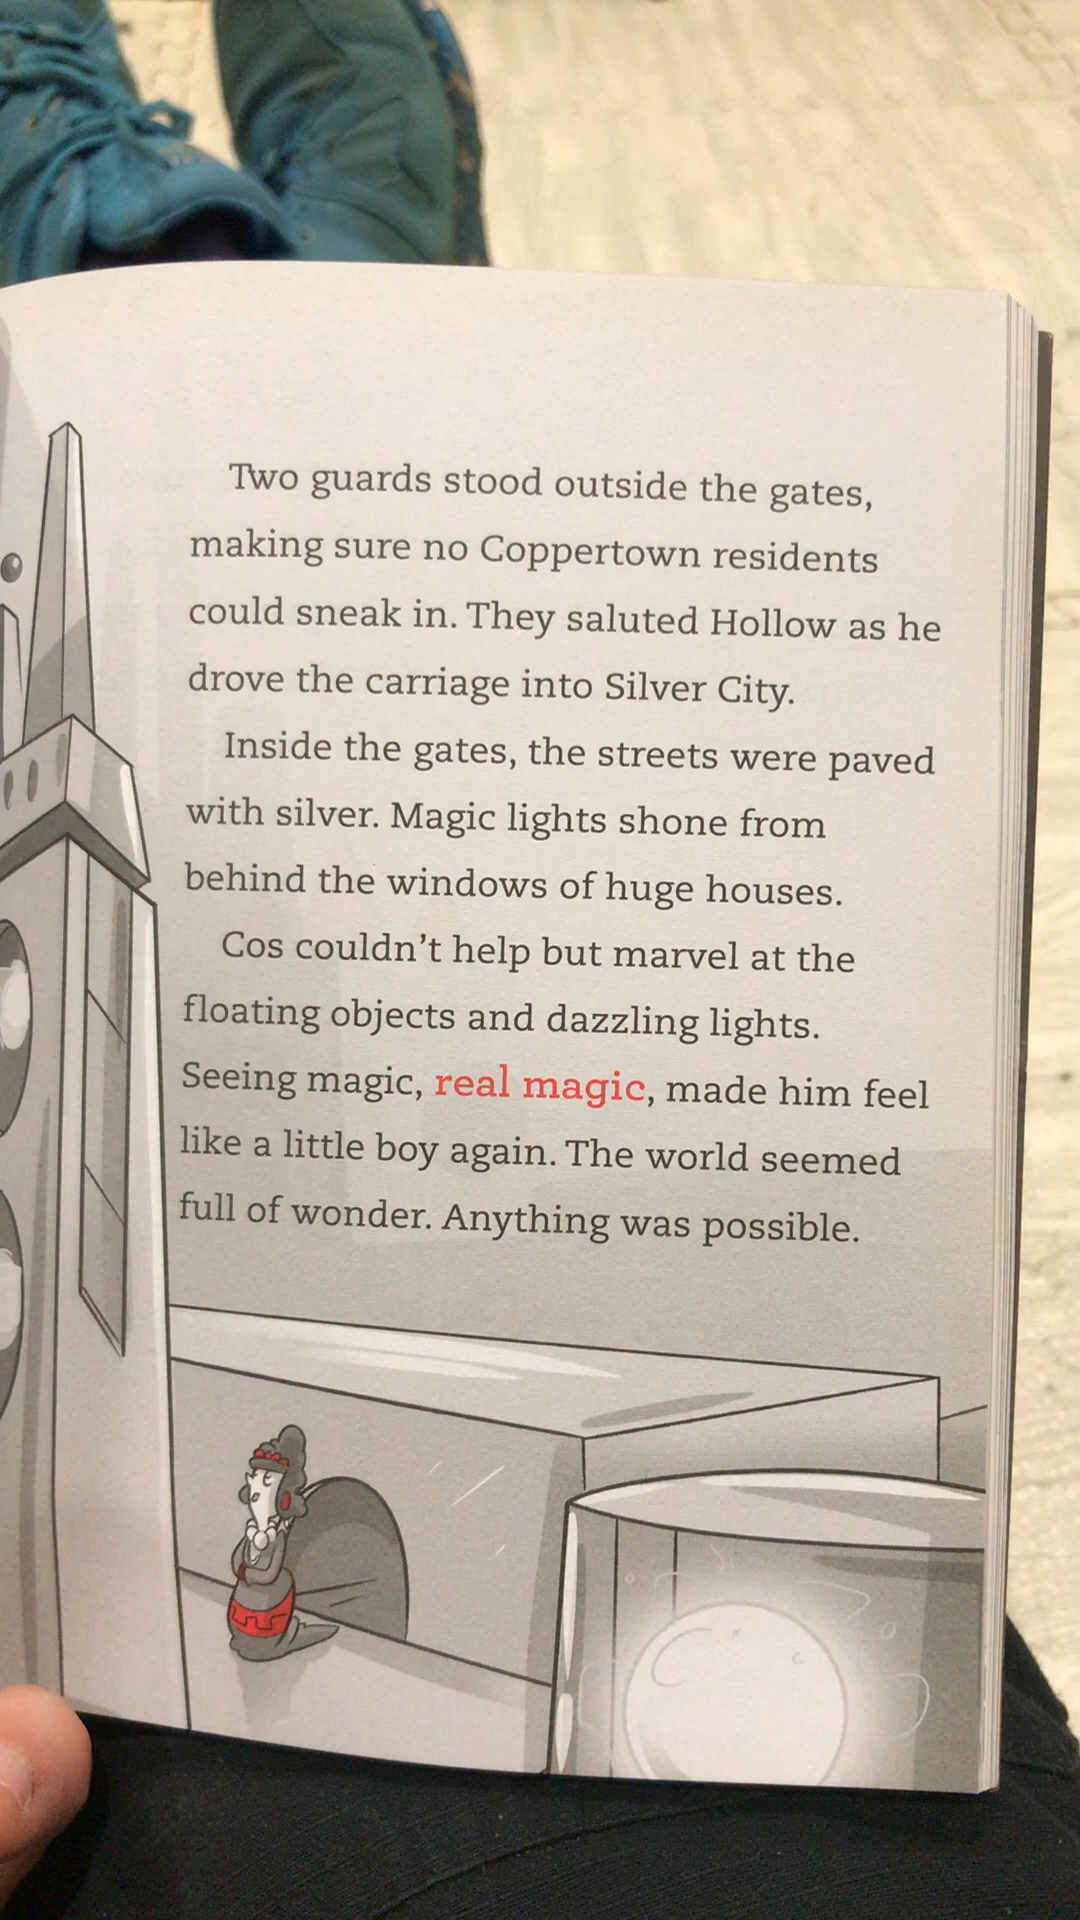 Two guards stood outside the gates,
making sure no Coppertown residents
could sneak in. They saluted Hollow as he
drove the carriage into Silver City.
Inside the gates, the streets were paved
with silver. Magic lights shone from
behind the windows of huge houses.
Cos couldn’t help but marvel at the
floating objects and dazzling lights.
Seeing magic, real magic, made him feel
like a little boy again. The world seemed
full of wonder. Anything was possible.